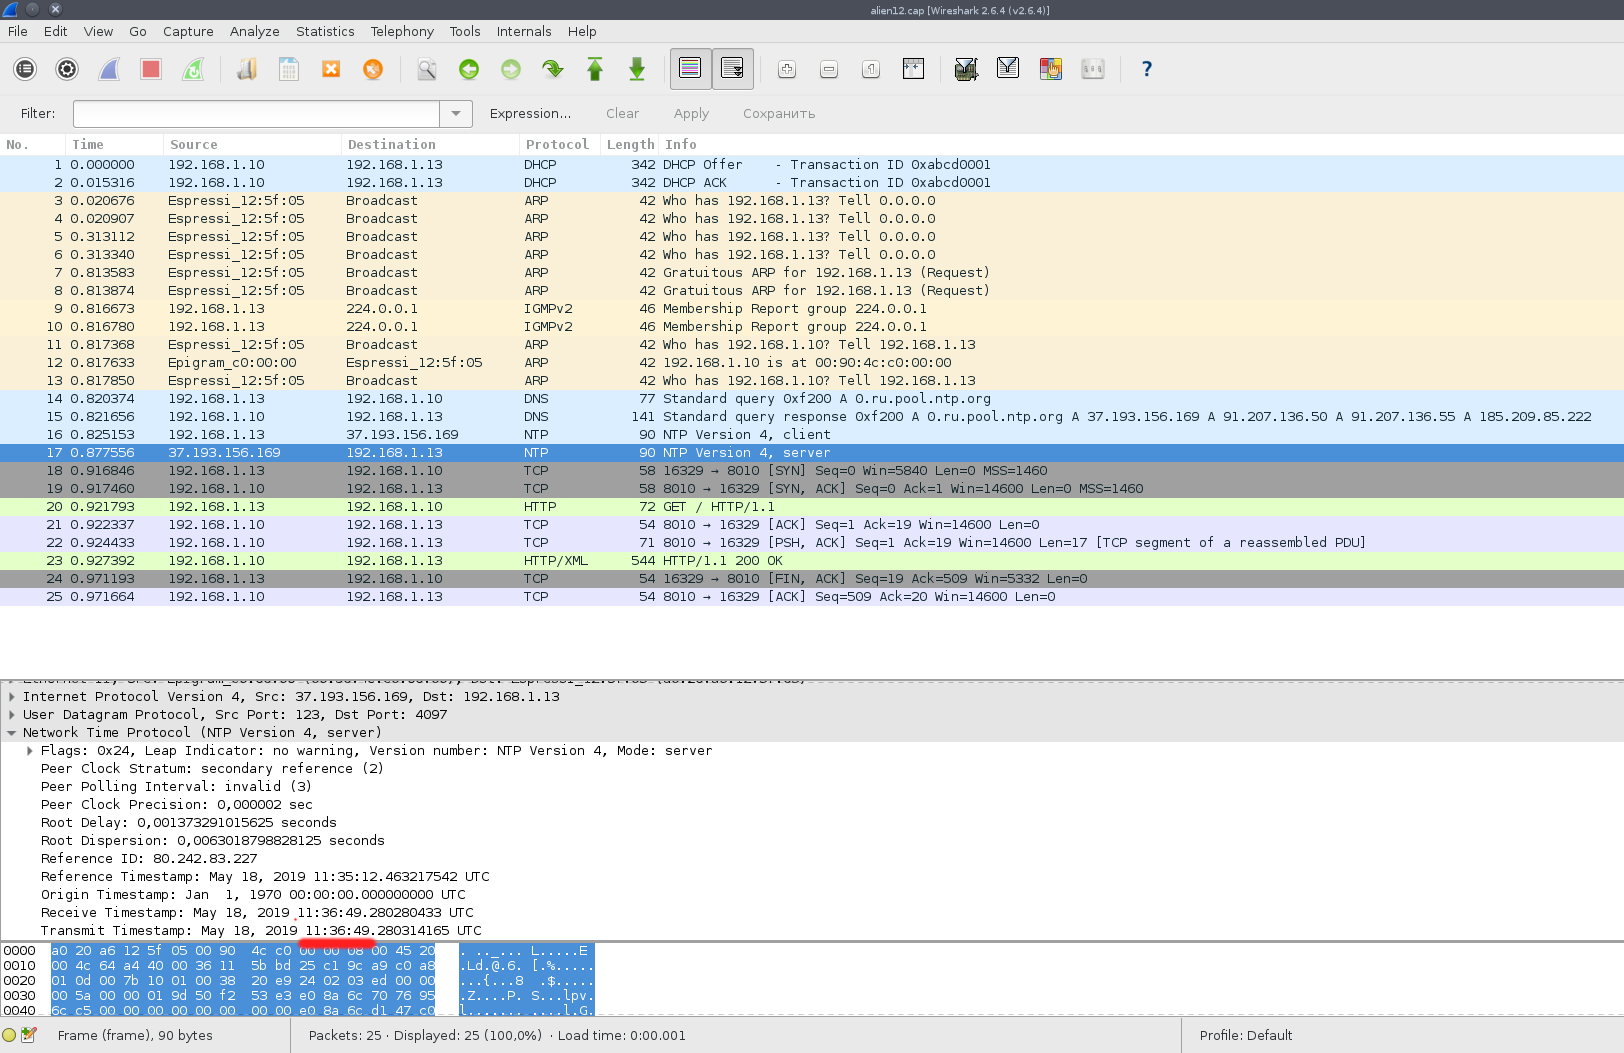 alien12.cap [Wireshark 2.6.4 (v2.6.4)]
File Edit View Go Capture Analyze Statistics Telephony Tools Internals Help
Filter: Expression... Clear Apply Сохранить
No. Time Source Destination Protocol Length Info
1 0.000000 192.168.1.10 192.168.1.13 DHCP 342 DHCP Offer - Transaction ID 0xabcd0001
2 0.015316 192.168.1.10 192.168.1.13 DHCP 342 DHCP ACK - Transaction ID 0xabcd0001
3 0.020676 Espressi_12:5f:05 Broadcast ARP 42 Who has 192.168.1.13? Tell 0.0.0.0
4 0.020907 Espressi_12:5f:05 Broadcast ARP 42 Who has 192.168.1.13? Tell 0.0.0.0
5 0.313112 Espressi_12:5f:05 Broadcast ARP 42 Who has 192.168.1.13? Tell 0.0.0.0
6 0.313340 Espressi_12:5f:05 Broadcast ARP 42 Who has 192.168.1.13? Tell 0.0.0.0
7 0.813583 Espressi_12:5f:05 Broadcast ARP 42 Gratuitous ARP for 192.168.1.13 (Request)
8 0.813874 Espressi_12:5f:05 Broadcast ARP 42 Gratuitous ARP for 192.168.1.13 (Request)
9 0.816673 192.168.1.13 224.0.0.1 IGMPv2 46 Membership Report group 224.0.0.1
10 0.816780 192.168.1.13 224.0.0.1 IGMPv2 46 Membership Report group 224.0.0.1
11 0.817368 Espressi_12:5f:05 Broadcast ARP 42 Who has 192.168.1.10? Tell 192.168.1.13
12 0.817633 Epigram_c0:00:00 Espressi_12:5f:05 ARP 42 192.168.1.10 is at 00:90:4c:c0:00:00
13 0.817850 Espressi_12:5f:05 Broadcast ARP 42 Who has 192.168.1.10? Tell 192.168.1.13
14 0.820374 192.168.1.13 192.168.1.10 DNS 77 Standard query 0xf200 A 0.ru.pool.ntp.org
15 0.821656 192.168.1.10 192.168.1.13 DNS 141 Standard query response 0xf200 A 0.ru.pool.ntp.org A 37.193.156.169 A 91.207.136.50 A 91.207.136.55 A 185.209.85.222
16 0.825153 192.168.1.13 37.193.156.169 NTP 90 NTP Version 4, client
17 0.877556 37.193.156.169 192.168.1.13 NTP 90 NTP Version 4, server
18 0.916846 192.168.1.13 192.168.1.10 TCP 58 16329 → 8010 [SYN] Seq=0 Win=5840 Len=0 MSS=1460
19 0.917460 192.168.1.10 192.168.1.13 TCP 58 8010 → 16329 [SYN, ACK] Seq=0 Ack=1 Win=14600 Len=0 MSS=1460
20 0.921793 192.168.1.13 192.168.1.10 HTTP 72 GET / HTTP/1.1
21 0.922337 192.168.1.10 192.168.1.13 TCP 54 8010 → 16329 [ACK] Seq=1 Ack=19 Win=14600 Len=0
22 0.924433 192.168.1.10 192.168.1.13 TCP 71 8010 → 16329 [PSH, ACK] Seq=1 Ack=19 Win=14600 Len=17 [TCP segment of a reassembled PDU]
23 0.927392 192.168.1.10 192.168.1.13 HTTP/XML 544 HTTP/1.1 200 OK
24 0.971193 192.168.1.13 192.168.1.10 TCP 54 16329 → 8010 [FIN, ACK] Seq=19 Ack=509 Win=5332 Len=0
25 0.971664 192.168.1.10 192.168.1.13 TCP 54 8010 → 16329 [ACK] Seq=509 Ack=20 Win=14600 Len=0
Internet Protocol Version 4, Src: 37.193.156.169, Dst: 192.168.1.13
User Datagram Protocol, Src Port: 123, Dst Port: 4097
Network Time Protocol (NTP Version 4, server)
Flags: 0x24, Leap Indicator: no warning, Version number: NTP Version 4, Mode: server
Peer Clock Stratum: secondary reference (2)
Peer Polling Interval: invalid (3)
Peer Clock Precision: 0,000002 sec
Root Delay: 0,001373291015625 seconds
Root Dispersion: 0,0063018798828125 seconds
Reference ID: 80.242.83.227
Reference Timestamp: May 18, 2019 11:35:12.463217542 UTC
Origin Timestamp: Jan 1, 1970 00:00:00.000000000 UTC
Receive Timestamp: May 18, 2019 11:36:49.280280433 UTC
Transmit Timestamp: May 18, 2019 11:36:49.280314165 UTC
0000 a0 20 a6 12 5f 05 00 90 4c c0 00 00 08 00 45 20 . .._... L.....E
0010 00 4c 64 a4 40 00 36 11 5b bd 25 c1 9c a9 c0 a8 .Ld.@.6. [.%.....
0020 01 0d 00 7b 10 01 00 38 20 e9 24 02 03 ed 00 00 ...{...8 .$.....
0030 00 5a 00 00 01 9d 50 f2 53 e3 e0 8a 6c 70 76 95 .Z....P. S...lpv.
0040 6c c5 00 00 00 00 00 00 00 00 e0 8a 6c d1 47 c0 l....... ....l.G.
Frame (frame), 90 bytes Packets: 25 · Displayed: 25 (100,0%) · Load time: 0:00.001 Profile: Default